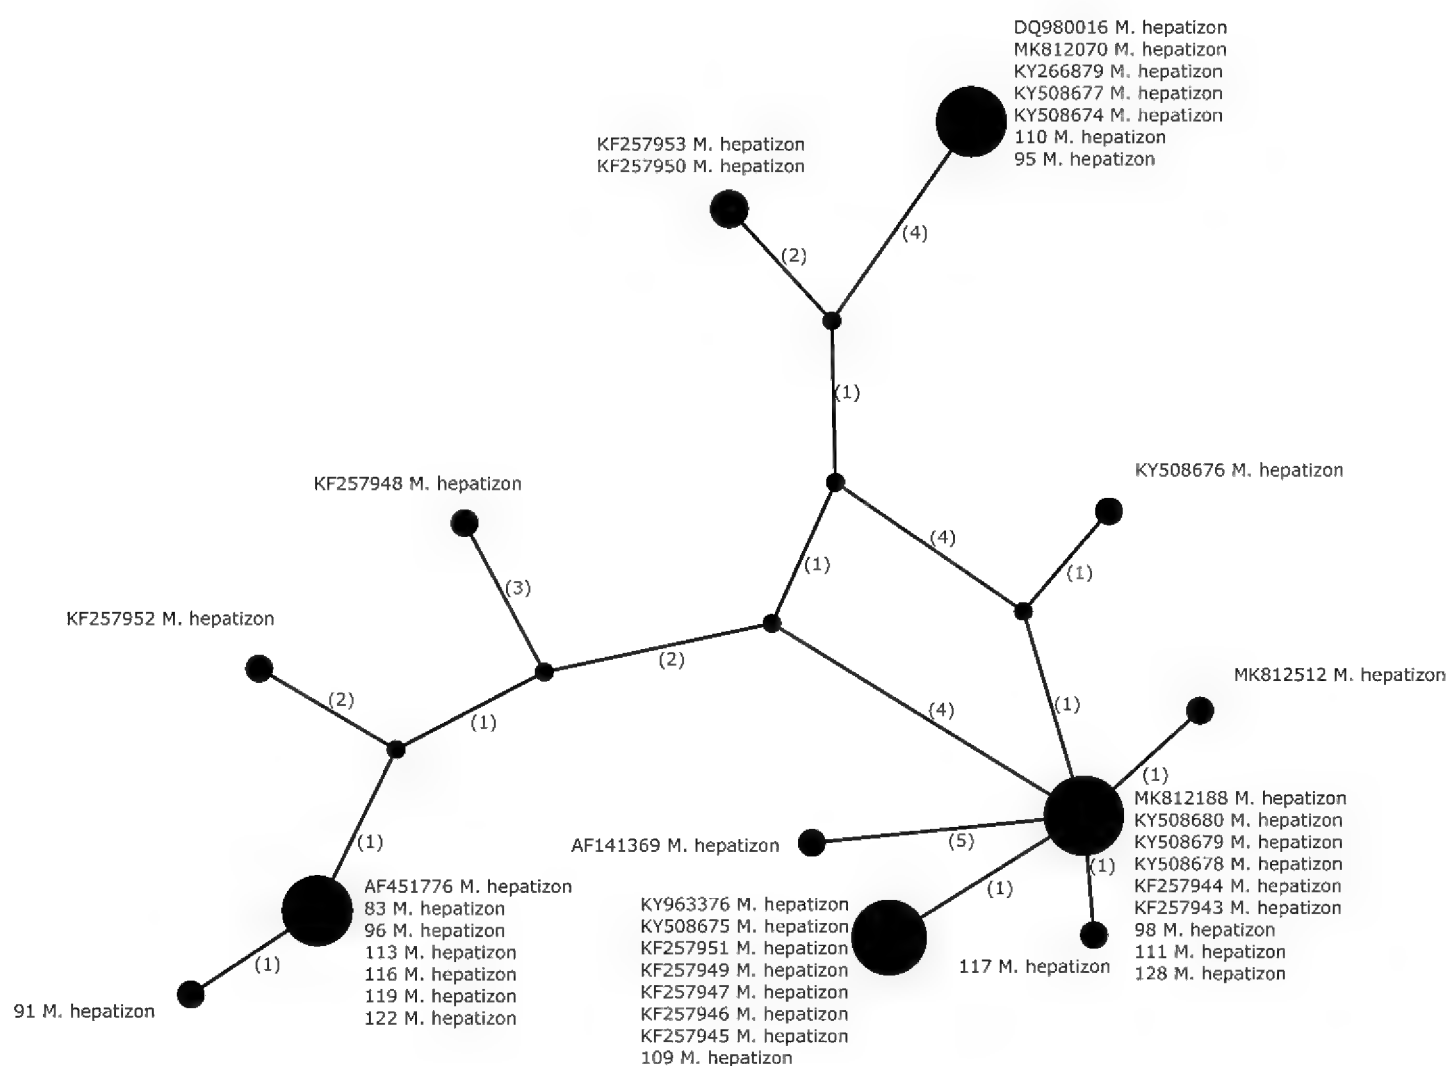 DQ980016 M. hepatizon
MK812070 M. hepatizon
KY266879 M. hepatizon
KY508677 M. hepatizon
KY508674 M. hepatizon
110 M. hepatizon
95 M. hepatizon
KF257953 M. hepatizon
KF257950 M. hepatizon
(4)
(2)
(1)
KY508676 M. hepatizon
KF257948 M. hepatizon
(4)
(1)
(1)
(3)
KF257952 M. hepatizon
(2)
MK812512 M. hepatizon
(2)
(1)
(4)
(1)
(1)
MK812188 M. hepatizon
KY508680 M. hepatizon
KY508679 M. hepatizon
KY508678 M. hepatizon
KF257944 M. hepatizon
KF257943 M. hepatizon
98 M. hepatizon
111 M. hepatizon
128 M. hepatizon
(1)
AF141369 M. hepatizon
(5)
(1)
(1)
AF451776 M. hepatizon
83 M. hepatizon
96 M. hepatizon
113 M. hepatizon
116 M. hepatizon
119 M. hepatizon
122 M. hepatizon
KY963376 M. hepatizon
KY508675 M. hepatizon
KF257951 M. hepatizon
KF257949 M. hepatizon
KF257947 M. hepatizon
KF257946 M. hepatizon
KF257945 M. hepatizon
109 M. hepatizon
117 M. hepatizon
(1)
91 M. hepatizon